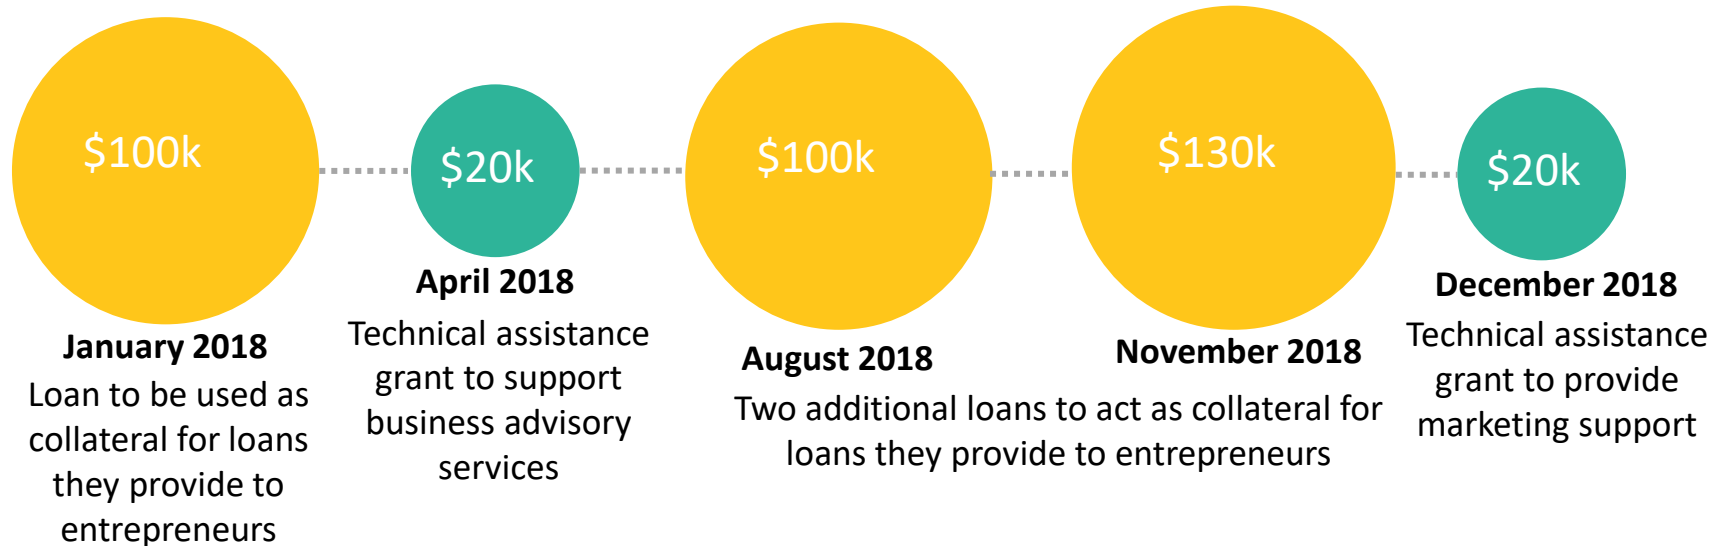 $100k
January 2018
Loan to be used as
collateral for loans
they provide to
entrepreneurs
$20k
April 2018
Technical assistance
grant to support
business advisory
services
$100k
August 2018
$130k
November 2018
Two additional loans to act as collateral for
loans they provide to entrepreneurs
$20k
December 2018
Technical assistance
grant to provide
marketing support